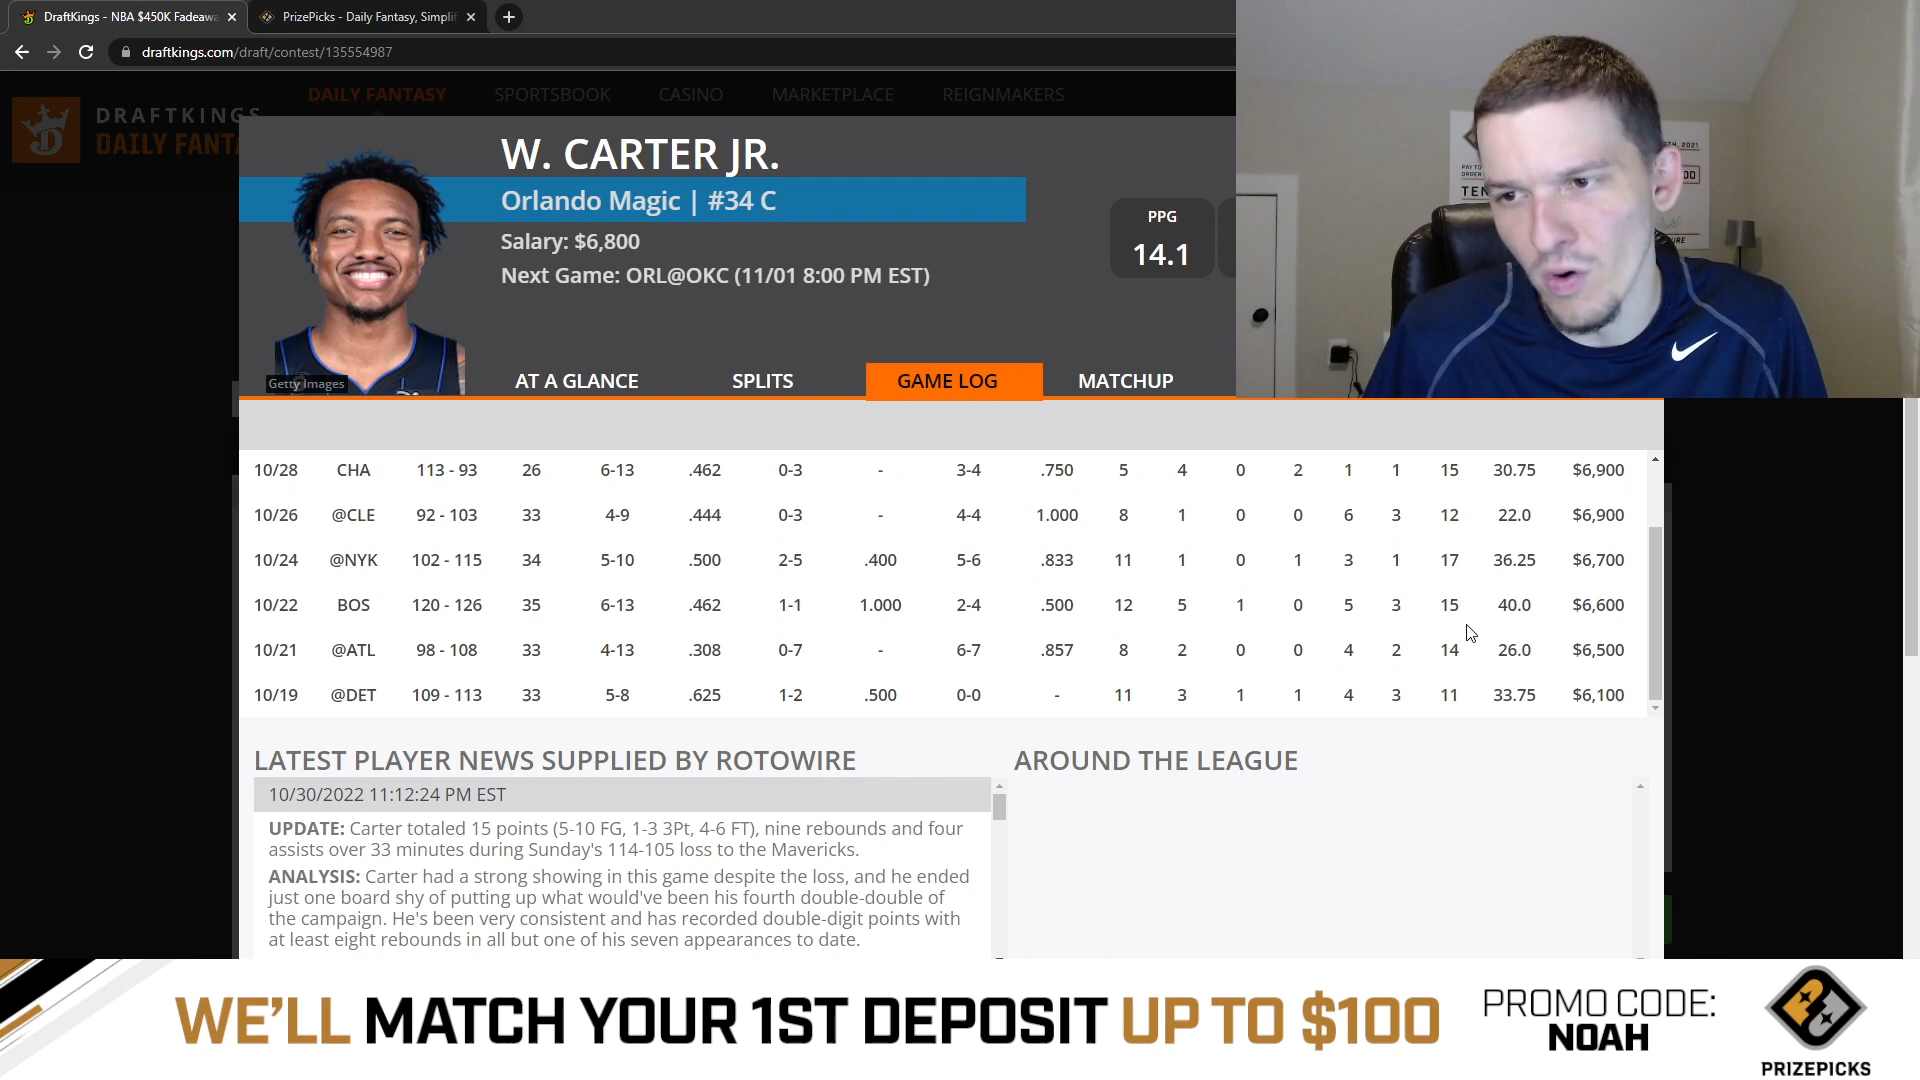 DraftKings - NBA $450K Fadeawa
PrizePicks - Daily Fantasy, Simplif
draftkings.com/draft/contest/135554987
DRAFTKINGS
DAILY FANTA
DAILY FANTASY SPORTSBOOK CASINO MARKETPLACE REIGNMAKERS
W. CARTER JR.
Orlando Magic | #34 C
Salary: $6,800
Next Game: ORL@OKC (11/01 8:00 PM EST)
PPG
14.1
Getty Images
AT A GLANCE SPLITS GAME LOG MATCHUP
10/28 CHA 113 - 93 26 6-13 .462 0-3 - 3-4 .750 5 4 0 2 1 1 15 30.75 $6,900
10/26 @CLE 92 - 103 33 4-9 .444 0-3 - 4-4 1.000 8 1 0 0 6 3 12 22.0 $6,900
10/24 @NYK 102 - 115 34 5-10 .500 2-5 .400 5-6 .833 11 1 0 1 3 1 17 36.25 $6,700
10/22 BOS 120 - 126 35 6-13 .462 1-1 1.000 2-4 .500 12 5 1 0 5 3 15 40.0 $6,600
10/21 @ATL 98 - 108 33 4-13 .308 0-7 - 6-7 .857 8 2 0 0 4 2 14 26.0 $6,500
10/19 @DET 109 - 113 33 5-8 .625 1-2 .500 0-0 - 11 3 1 1 4 3 11 33.75 $6,100
LATEST PLAYER NEWS SUPPLIED BY ROTOWIRE
AROUND THE LEAGUE
10/30/2022 11:12:24 PM EST
UPDATE: Carter totaled 15 points (5-10 FG, 1-3 3Pt, 4-6 FT), nine rebounds and four
assists over 33 minutes during Sunday's 114-105 loss to the Mavericks.
ANALYSIS: Carter had a strong showing in this game despite the loss, and he ended
just one board shy of putting up what would've been his fourth double-double of
the campaign. He's been very consistent and has recorded double-digit points with
at least eight rebounds in all but one of his seven appearances to date.
WE'LL MATCH YOUR 1ST DEPOSIT UP TO $100
PROMO CODE:
NOAH
PRIZEPICKS